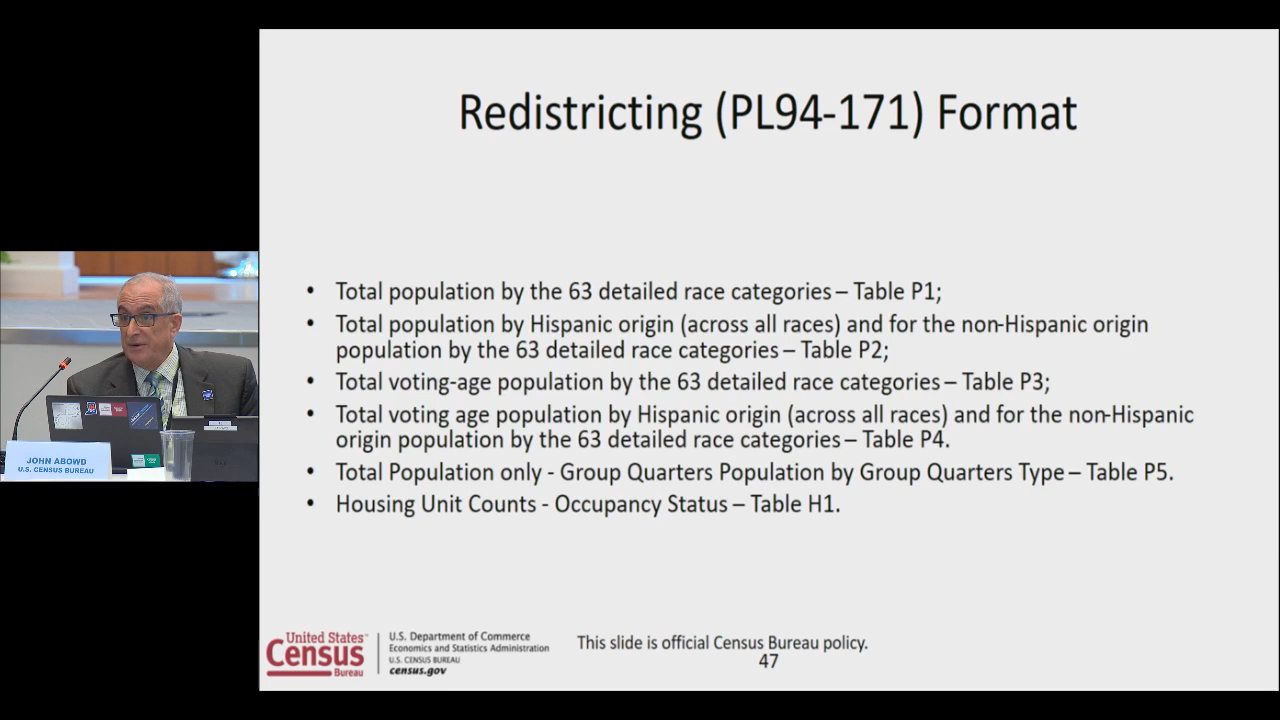 Redistricting (PL94-171) Format
• Total population by the 63 detailed race categories – Table P1;
• Total population by Hispanic origin (across all races) and for the non-Hispanic origin
population by the 63 detailed race categories – Table P2;
• Total voting-age population by the 63 detailed race categories – Table P3;
• Total voting age population by Hispanic origin (across all races) and for the non-Hispanic
origin population by the 63 detailed race categories – Table P4.
• Total Population only - Group Quarters Population by Group Quarters Type – Table P5.
• Housing Unit Counts - Occupancy Status – Table H1.
JOHN ABOWD
U.S. CENSUS BUREAU
United States™
Census
Bureau
U.S. Department of Commerce
Economics and Statistics Administration
U.S. CENSUS BUREAU
census.gov
This slide is official Census Bureau policy.
47